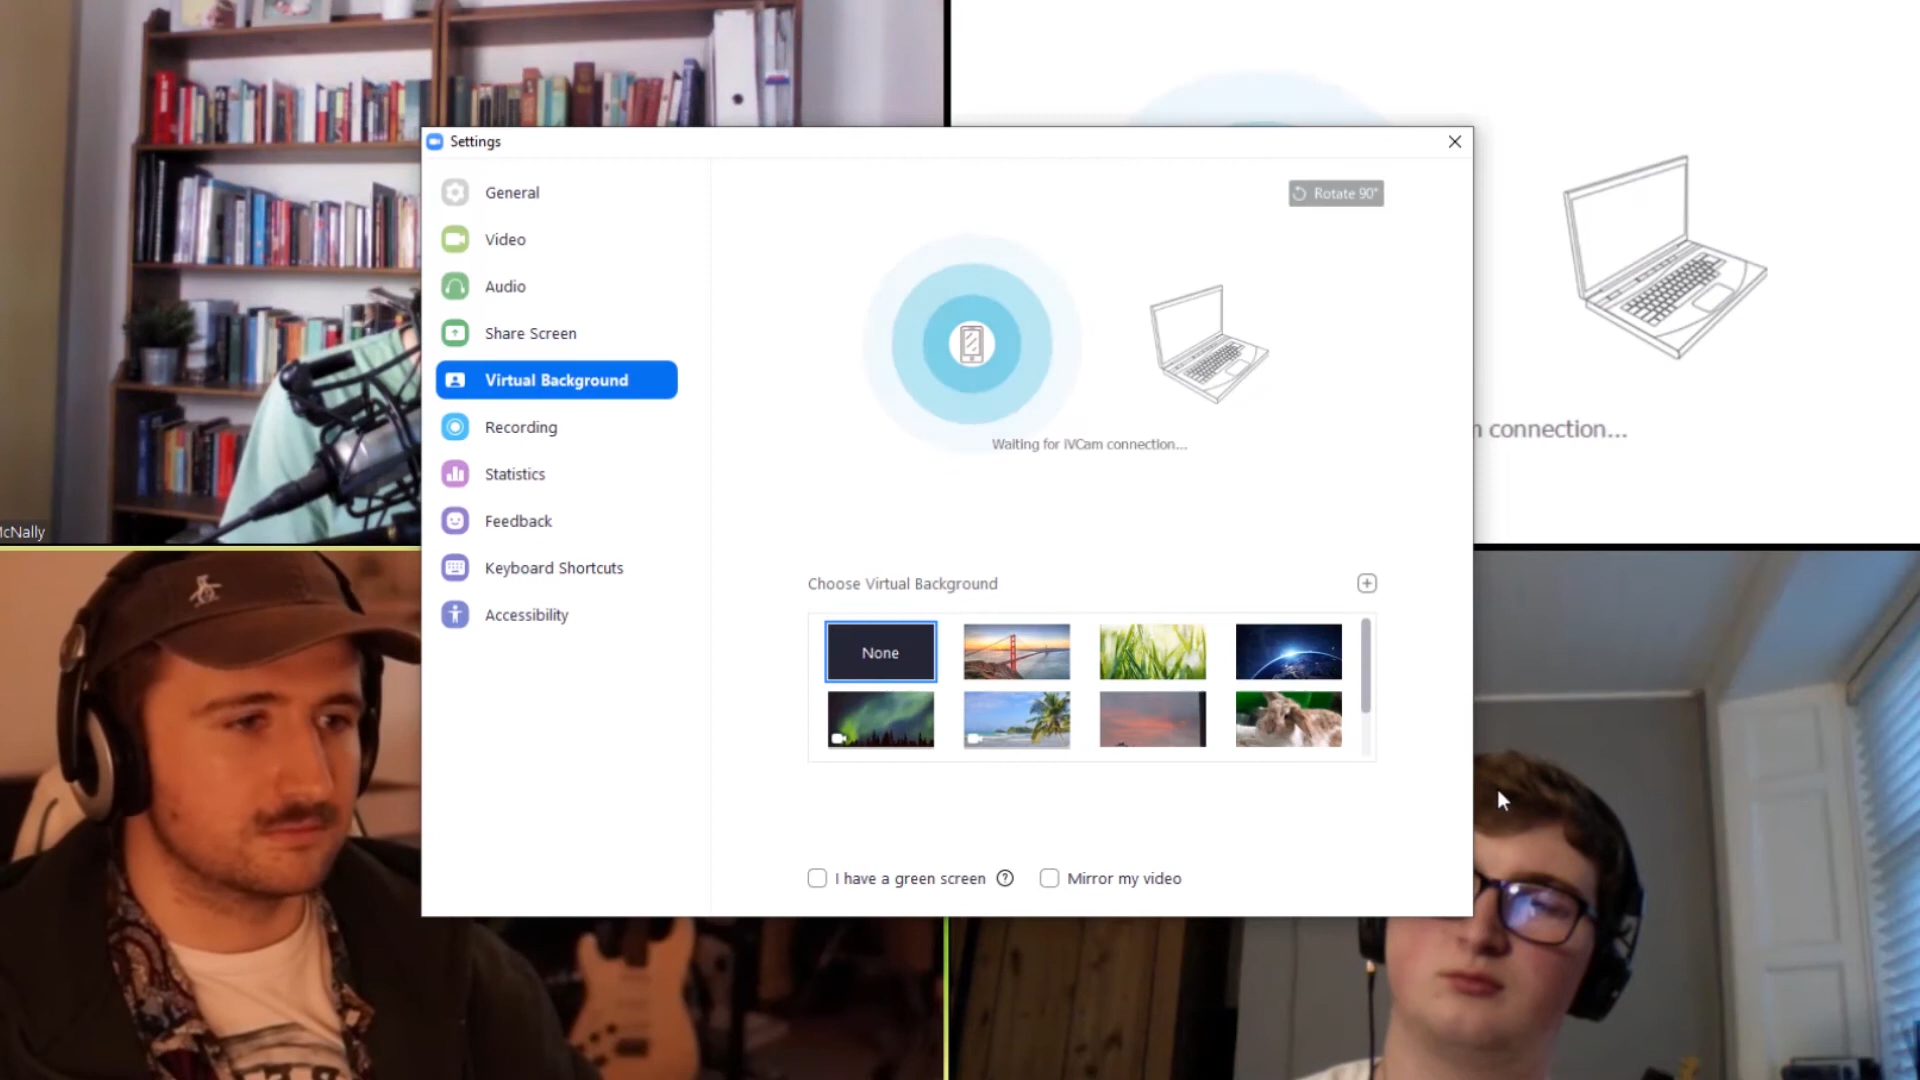 Settings
General
Video
Audio
Share Screen
Virtual Background
Recording
Statistics
Feedback
Keyboard Shortcuts
Accessibility
Rotate 90°
Waiting for iVCam connection...
Choose Virtual Background
None
I have a green screen
Mirror my video
connection...
cNally